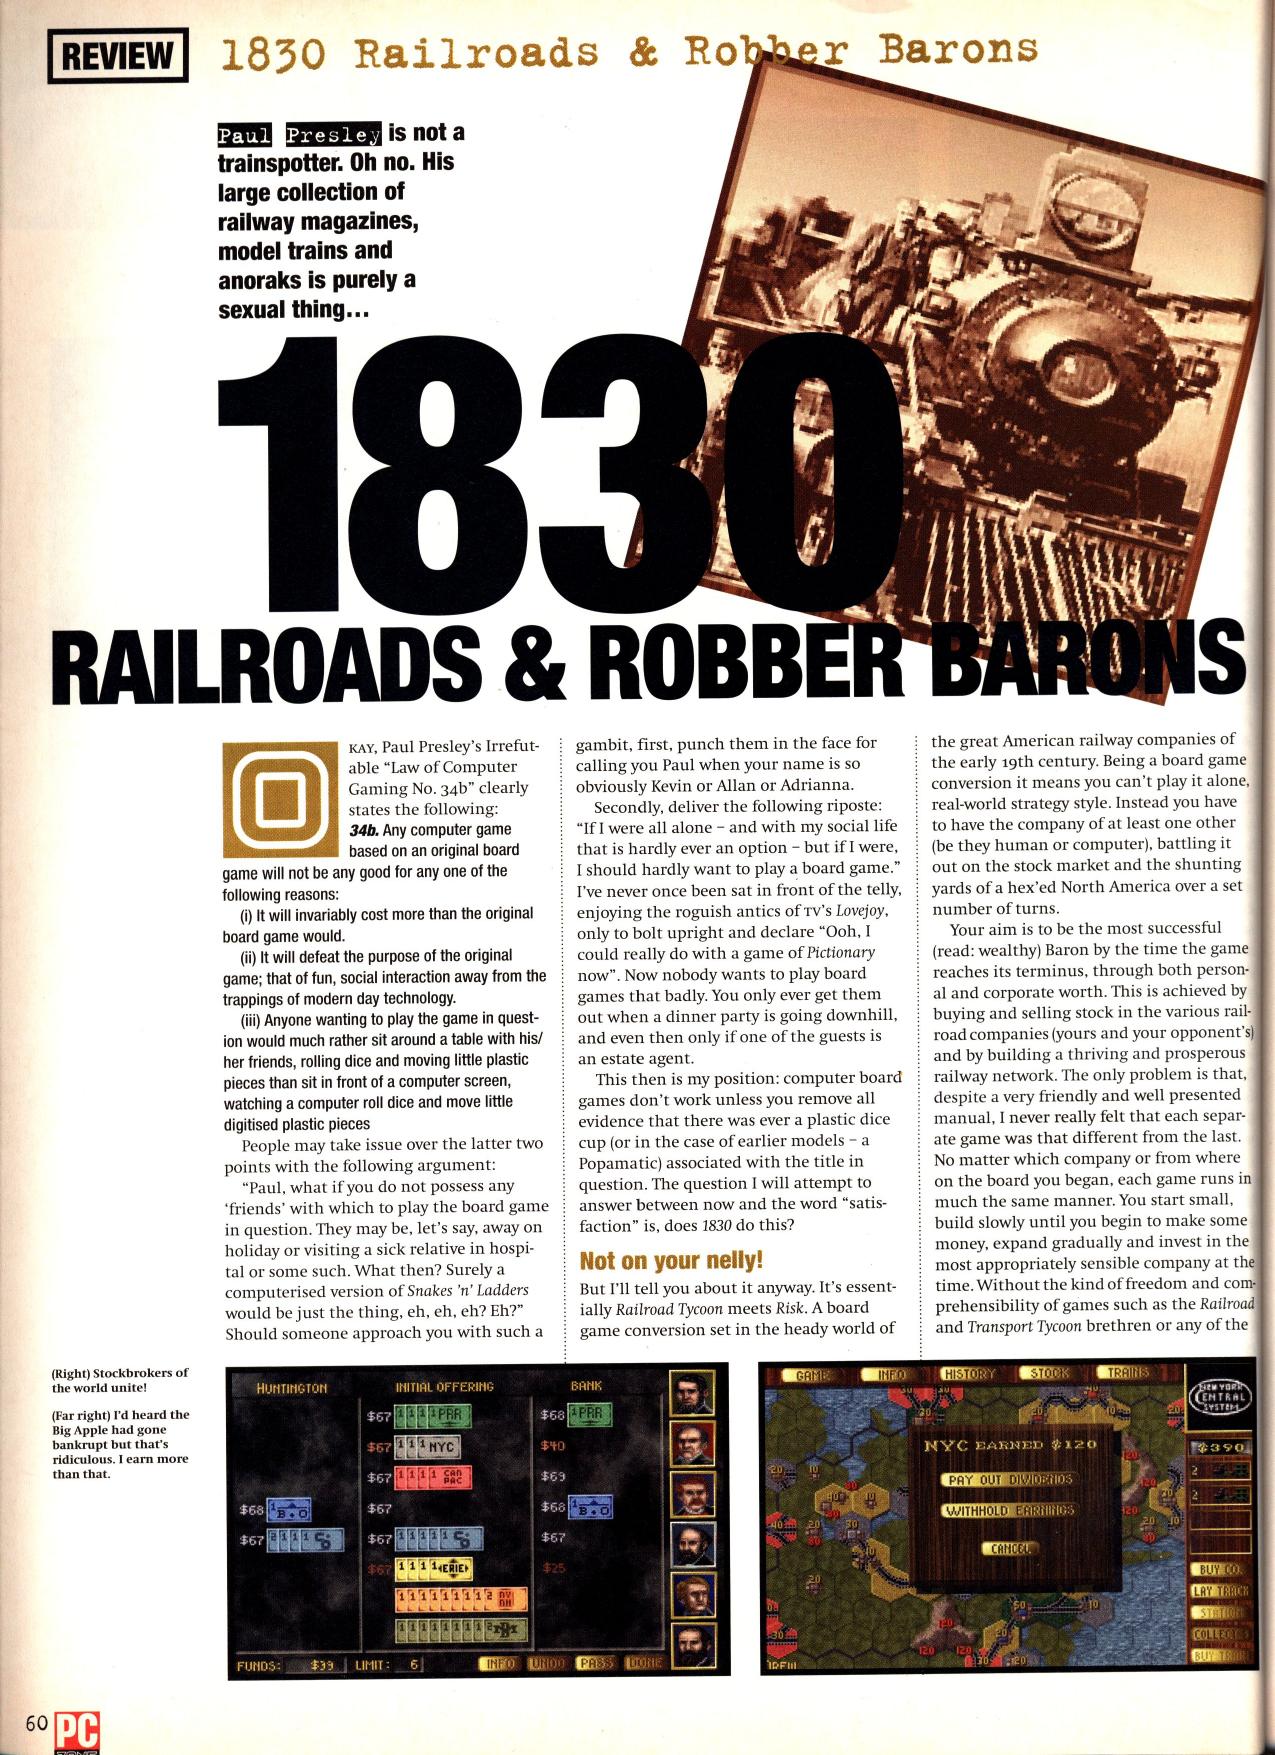 REVIEW
1830 Railroads & Robber Barons
Paul Presley is not a
trainspotter. Oh no. His
large collection of
railway magazines,
model trains and
anoraks is purely a
sexual thing...
1830
RAILROADS & ROBBER BARONS
OKAY, Paul Presley's Irrefut-
able "Law of Computer
Gaming No. 34b" clearly
states the following:
34b. Any computer game
based on an original board
game will not be any good for any one of the
following reasons:
(i) It will invariably cost more than the original
board game would.
(ii) It will defeat the purpose of the original
game; that of fun, social interaction away from the
trappings of modern day technology.
(iii) Anyone wanting to play the game in quest-
ion would much rather sit around a table with his/
her friends, rolling dice and moving little plastic
pieces than sit in front of a computer screen,
watching a computer roll dice and move little
digitised plastic pieces
People may take issue over the latter two
points with the following argument:
"Paul, what if you do not possess any
'friends' with which to play the board game
in question. They may be, let's say, away on
holiday or visiting a sick relative in hospi-
tal or some such. What then? Surely a
computerised version of Snakes 'n' Ladders
would be just the thing, eh, eh, eh? Eh?"
Should someone approach you with such a
gambit, first, punch them in the face for
calling you Paul when your name is so
obviously Kevin or Allan or Adrianna.
Secondly, deliver the following riposte:
"If I were all alone – and with my social life
that is hardly ever an option – but if I were,
I should hardly want to play a board game."
I've never once been sat in front of the telly,
enjoying the roguish antics of TV's Lovejoy,
only to bolt upright and declare "Ooh, I
could really do with a game of Pictionary
now". Now nobody wants to play board
games that badly. You only ever get them
out when a dinner party is going downhill,
and even then only if one of the guests is
an estate agent.
This then is my position: computer board
games don't work unless you remove all
evidence that there was ever a plastic dice
cup (or in the case of earlier models – a
Popamatic) associated with the title in
question. The question I will attempt to
answer between now and the word "satis-
faction" is, does 1830 do this?
Not on your nelly!
But I'll tell you about it anyway. It's essent-
ially Railroad Tycoon meets Risk. A board
game conversion set in the heady world of
the great American railway companies of
the early 19th century. Being a board game
conversion it means you can't play it alone,
real-world strategy style. Instead you have
to have the company of at least one other
(be they human or computer), battling it
out on the stock market and the shunting
yards of a hex'ed North America over a set
number of turns.
Your aim is to be the most successful
(read: wealthy) Baron by the time the game
reaches its terminus, through both person-
al and corporate worth. This is achieved by
buying and selling stock in the various rail-
road companies (yours and your opponent's)
and by building a thriving and prosperous
railway network. The only problem is that,
despite a very friendly and well presented
manual, I never really felt that each separ-
ate game was that different from the last.
No matter which company or from where
on the board you began, each game runs in
much the same manner. You start small,
build slowly until you begin to make some
money, expand gradually and invest in the
most appropriately sensible company at the
time. Without the kind of freedom and com-
prehensibility of games such as the Railroad
and Transport Tycoon brethren or any of the
(Right) Stockbrokers of
the world unite!
(Far right) I'd heard the
Big Apple had gone
bankrupt but that's
ridiculous. I earn more
than that.
HUNTINGTON INITIAL OFFERING BANK
$67 PRR $68 PRR
$67 NYC $40
$67 CAN PAC $69
$68 B&O $67 $68 B&O
$67 C&O $67 C&O $67
$67 ERIE $25
NY NH
FUNDS: $39 LIMIT: 6 INFO UNDO PASS DONE
GAME INFO HISTORY STOCK TRAINS
NEW YORK CENTRAL SYSTEM
$390
NYC EARNED $120
PAY OUT DIVIDENDS
WITHHOLD EARNINGS
CANCEL
BUY CO.
LAY TRACK
STATION
COLLECT $
BUY TRAIN
60 PC
ZONE